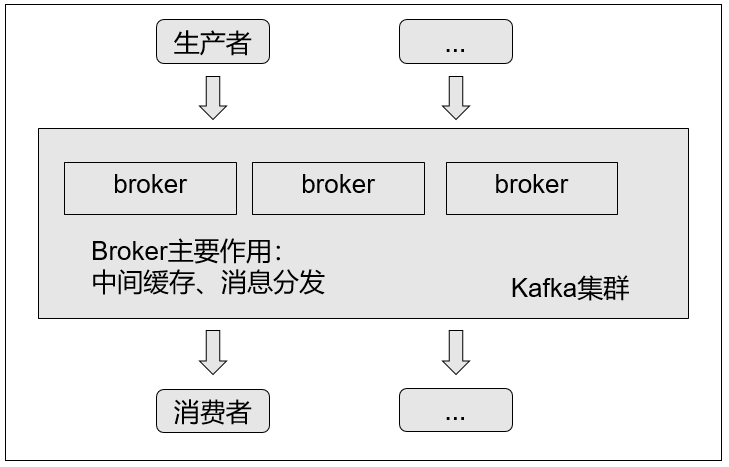 生产者
...
broker
broker
broker
Broker主要作用：
中间缓存、消息分发
Kafka集群
消费者
...